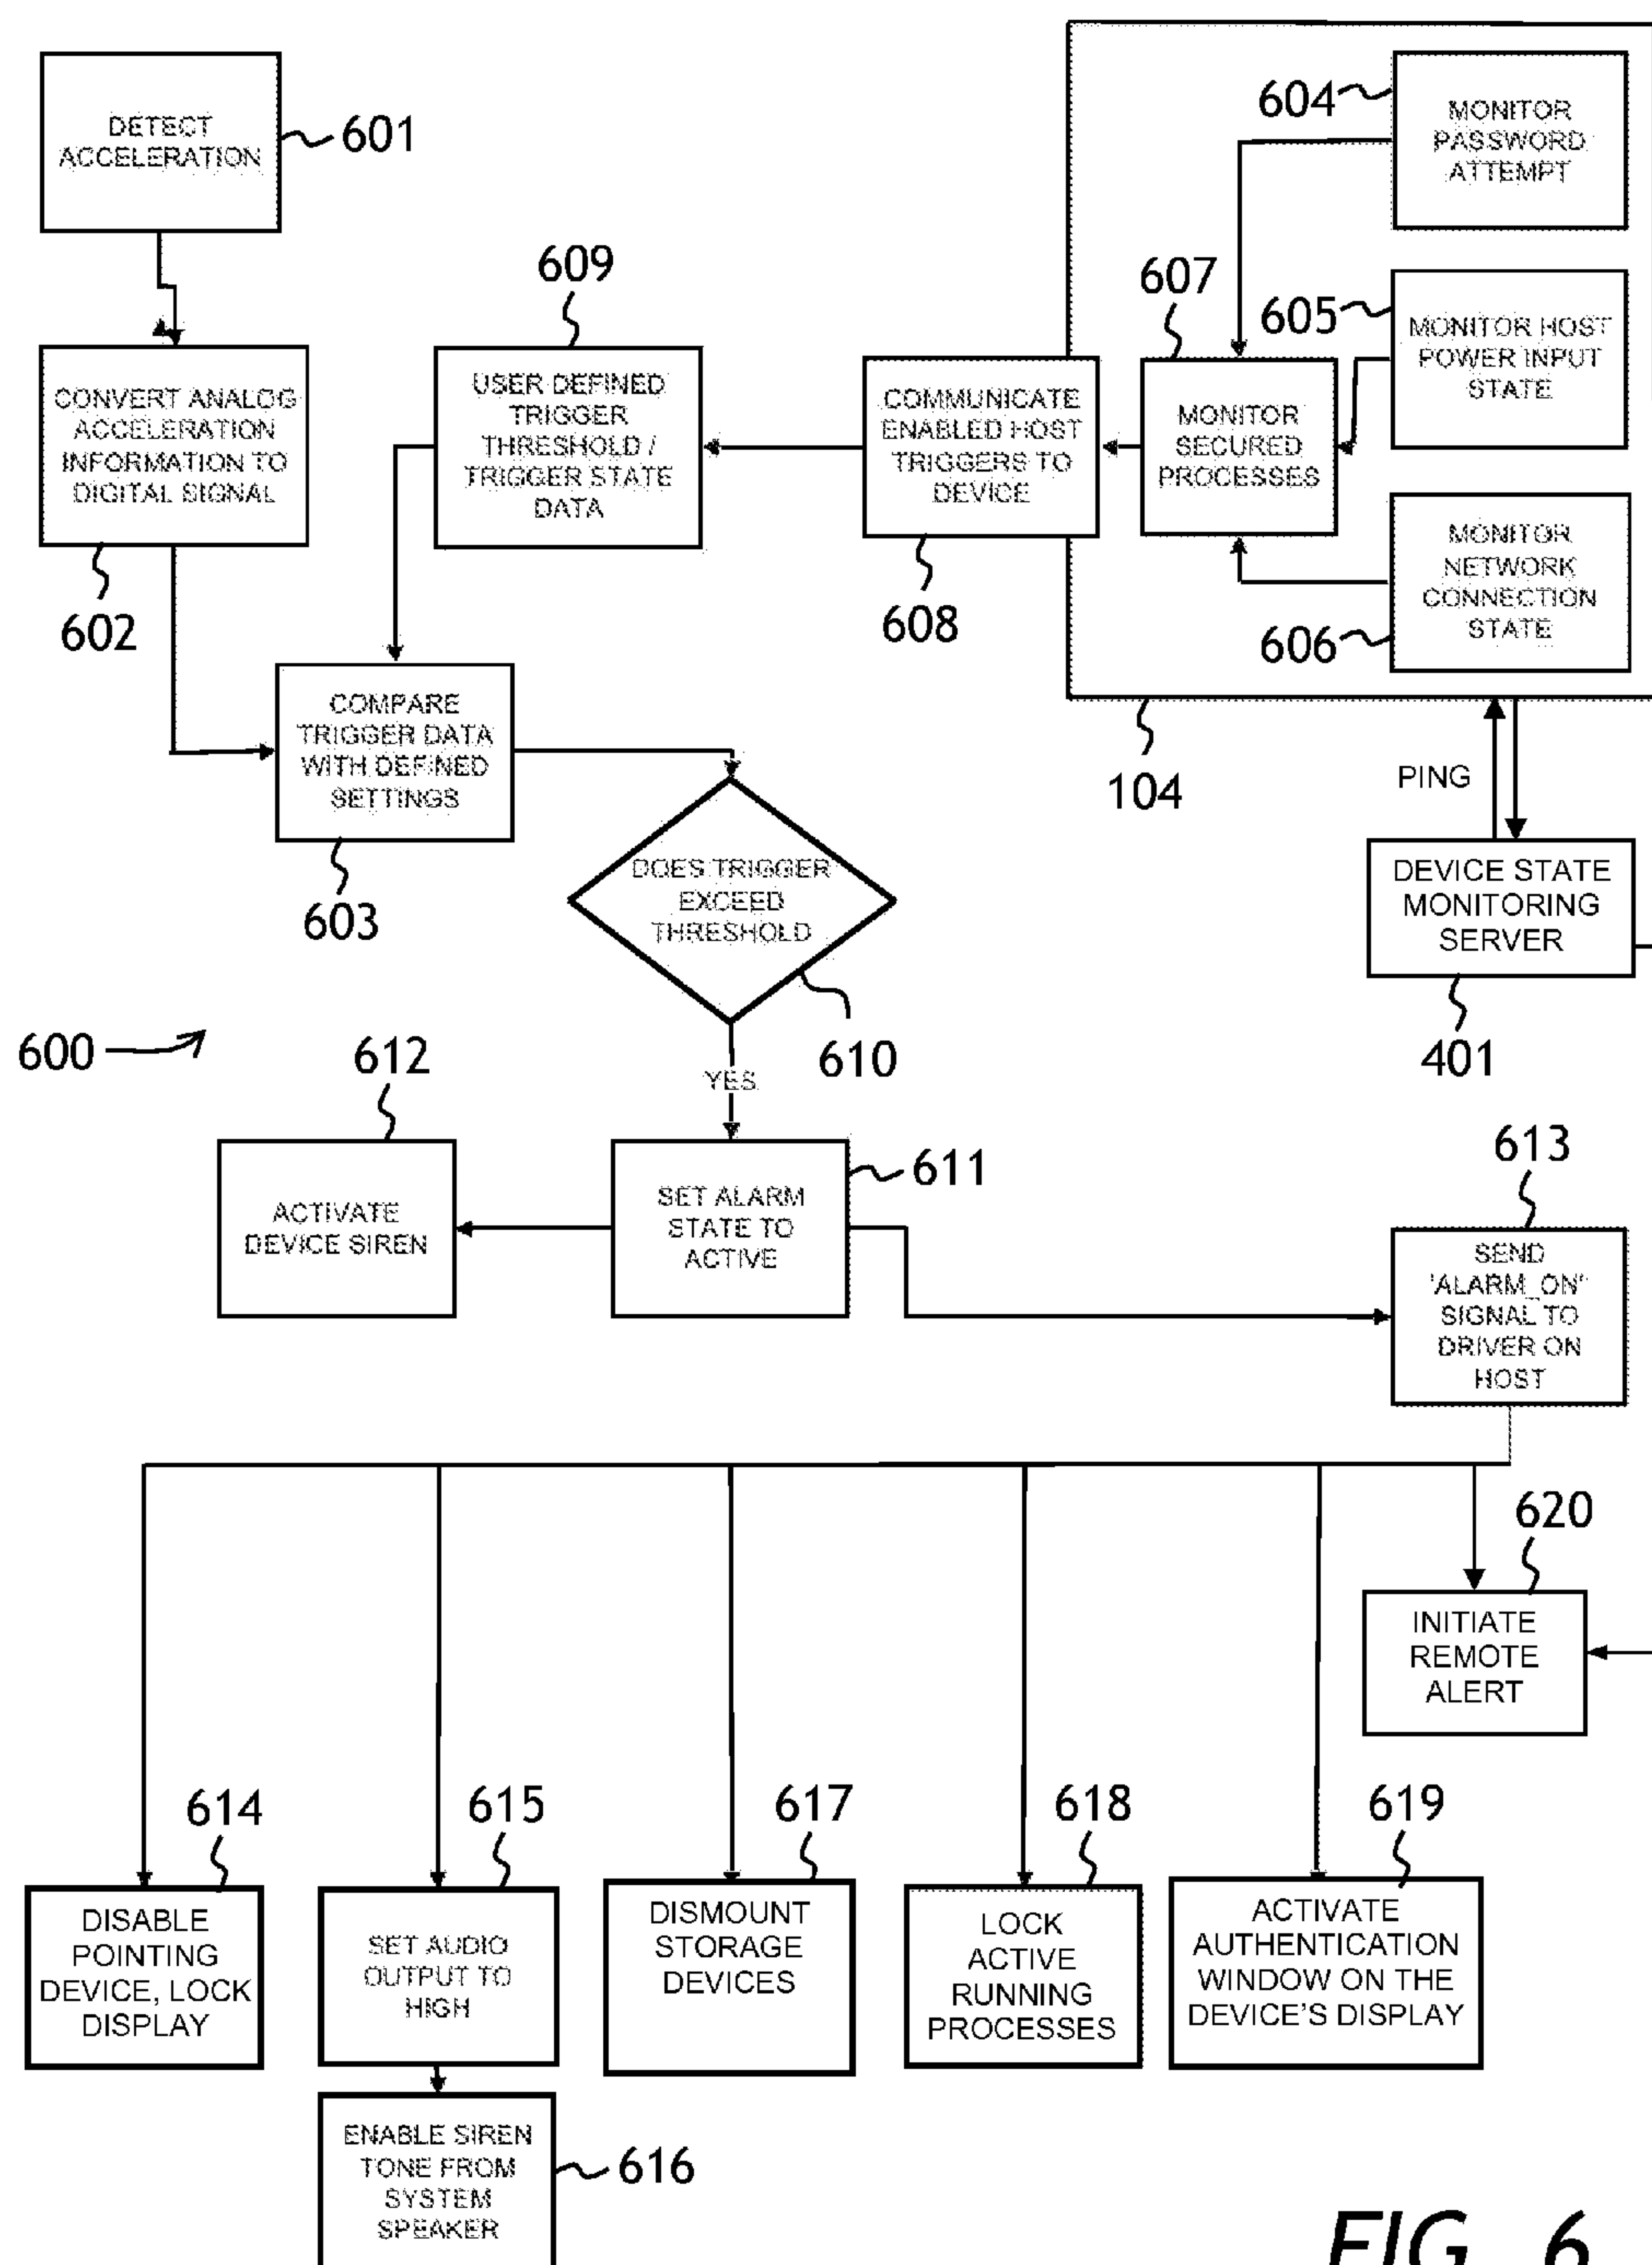 DETECT
ACCELERATION
601
604
MONITOR
PASSWORD
ATTEMPT
609
607
605
MONITOR HOST
POWER INPUT
STATE
CONVERT ANALOG
ACCELERATION
INFORMATION TO
DIGITAL SIGNAL
602
USER DEFINED
TRIGGER
THRESHOLD /
TRIGGER STATE
DATA
COMMUNICATE
ENABLED HOST
TRIGGERS TO
DEVICE
608
MONITOR
SECURED
PROCESSES
MONITOR
NETWORK
CONNECTION
STATE
606
COMPARE
TRIGGER DATA
WITH DEFINED
SETTINGS
603
104
PING
DOES TRIGGER
EXCEED
THRESHOLD
610
DEVICE STATE
MONITORING
SERVER
401
600
YES
612
ACTIVATE
DEVICE SIREN
SET ALARM
STATE TO
ACTIVE
611
613
SEND
'ALARM_ON"
SIGNAL TO
DRIVER ON
HOST
620
INITIATE
REMOTE
ALERT
614
DISABLE
POINTING
DEVICE, LOCK
DISPLAY
615
SET AUDIO
OUTPUT TO
HIGH
617
DISMOUNT
STORAGE
DEVICES
618
LOCK
ACTIVE
RUNNING
PROCESSES
619
ACTIVATE
AUTHENTICATION
WINDOW ON THE
DEVICE'S DISPLAY
ENABLE SIREN
TONE FROM
SYSTEM
SPEAKER
616
FIG. 6